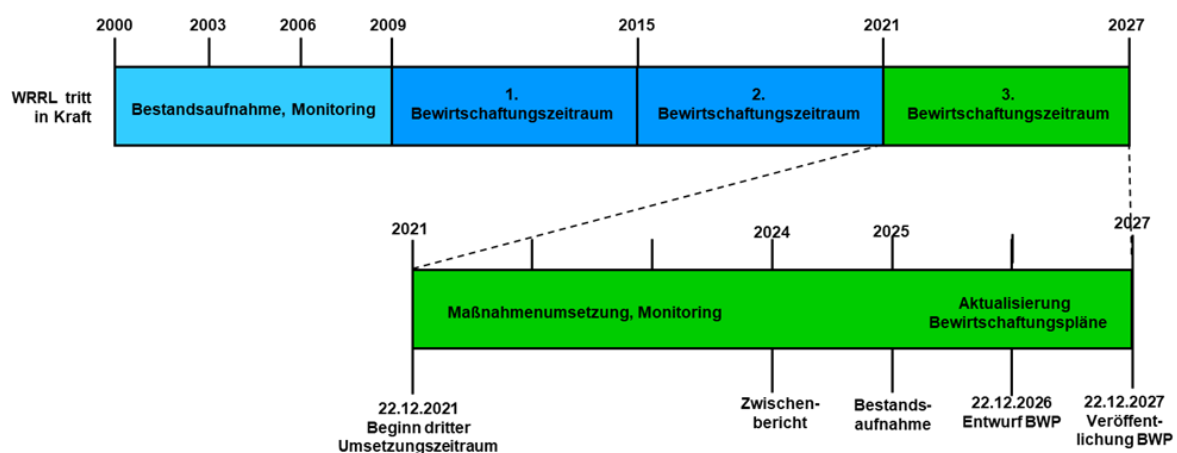 2000
2003
2006
2009
2015
2021
2027
WRRL tritt
in Kraft
Bestandsaufnahme, Monitoring
1.
Bewirtschaftungszeitraum
2.
Bewirtschaftungszeitraum
3.
Bewirtschaftungszeitraum
2021
2024
2025
2027
Maßnahmenumsetzung, Monitoring
Aktualisierung
Bewirtschaftungspläne
22.12.2021
Beginn dritter
Umsetzungszeitraum
Zwischen-
bericht
Bestands-
aufnahme
22.12.2026
Entwurf BWP
22.12.2027
Veröffent-
lichung BWP